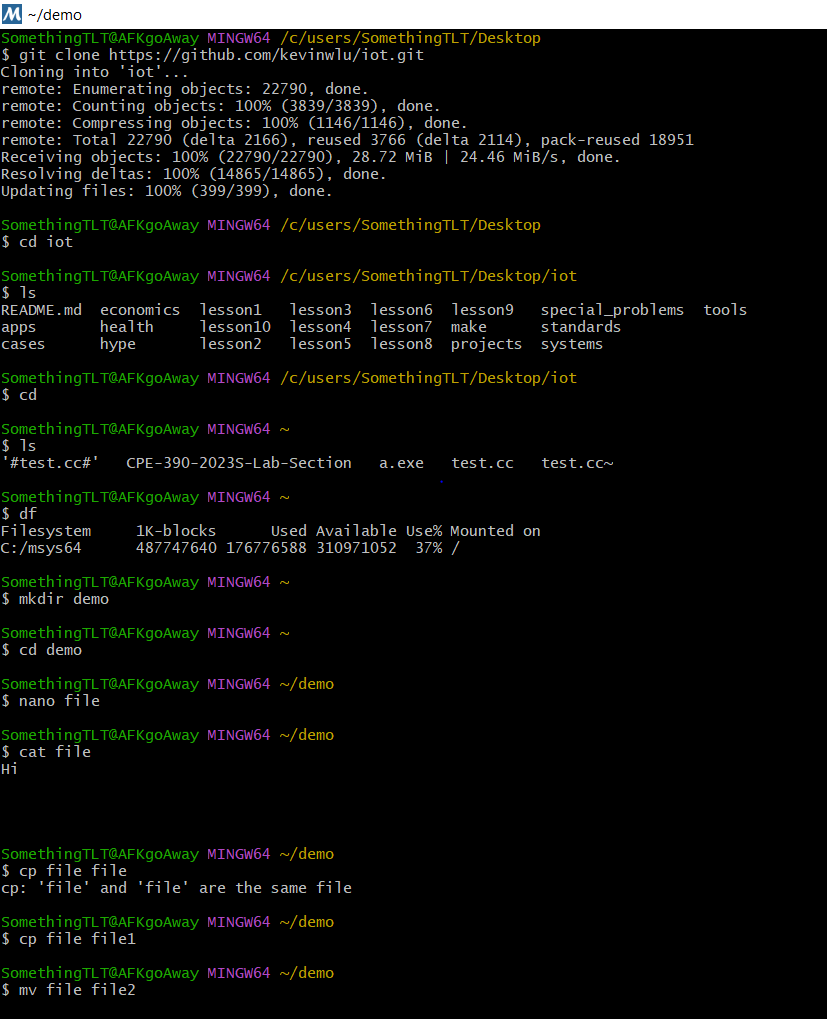 ~/demo
SomethingTLT@AFKgoAway MINGW64 /c/users/SomethingTLT/Desktop
$ git clone https://github.com/kevinwlu/iot.git
Cloning into 'iot'...
remote: Enumerating objects: 22790, done.
remote: Counting objects: 100% (3839/3839), done.
remote: Compressing objects: 100% (1146/1146), done.
remote: Total 22790 (delta 2166), reused 3766 (delta 2114), pack-reused 18951
Receiving objects: 100% (22790/22790), 28.72 MiB | 24.46 MiB/s, done.
Resolving deltas: 100% (14865/14865), done.
Updating files: 100% (399/399), done.
SomethingTLT@AFKgoAway MINGW64 /c/users/SomethingTLT/Desktop
$ cd iot
SomethingTLT@AFKgoAway MINGW64 /c/users/SomethingTLT/Desktop/iot
$ ls
README.md  economics  lesson1   lesson3  lesson6  lesson9   special_problems  tools
apps       health     lesson10  lesson4  lesson7  make      standards
cases      hype       lesson2   lesson5  lesson8  projects  systems
SomethingTLT@AFKgoAway MINGW64 /c/users/SomethingTLT/Desktop/iot
$ cd
SomethingTLT@AFKgoAway MINGW64 ~
$ ls
'#test.cc#'   CPE-390-2023S-Lab-Section   a.exe   test.cc   test.cc~
SomethingTLT@AFKgoAway MINGW64 ~
$ df
Filesystem     1K-blocks      Used Available Use% Mounted on
C:/msys64      487747640 176776588 310971052  37% /
SomethingTLT@AFKgoAway MINGW64 ~
$ mkdir demo
SomethingTLT@AFKgoAway MINGW64 ~
$ cd demo
SomethingTLT@AFKgoAway MINGW64 ~/demo
$ nano file
SomethingTLT@AFKgoAway MINGW64 ~/demo
$ cat file
Hi
SomethingTLT@AFKgoAway MINGW64 ~/demo
$ cp file file
cp: 'file' and 'file' are the same file
SomethingTLT@AFKgoAway MINGW64 ~/demo
$ cp file file1
SomethingTLT@AFKgoAway MINGW64 ~/demo
$ mv file file2